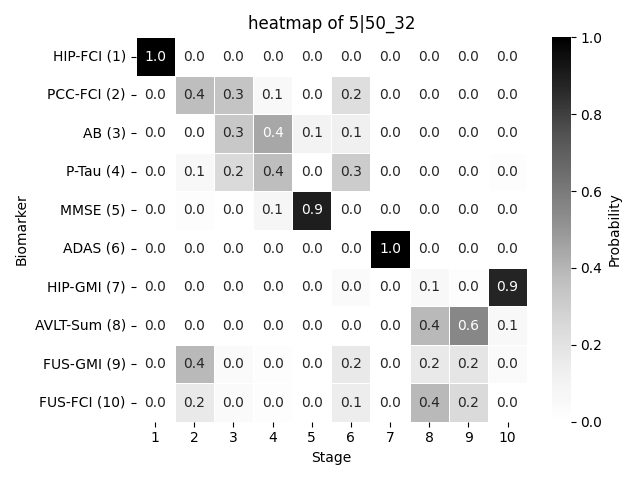 heatmap of 5|50_32
HIP-FCI (1) 1.0 0.0 0.0 0.0 0.0 0.0 0.0 0.0 0.0 0.0
PCC-FCI (2) 0.0 0.4 0.3 0.1 0.0 0.2 0.0 0.0 0.0 0.0
AB (3) 0.0 0.0 0.3 0.4 0.1 0.1 0.0 0.0 0.0 0.0
P-Tau (4) 0.0 0.1 0.2 0.4 0.0 0.3 0.0 0.0 0.0 0.0
MMSE (5) 0.0 0.0 0.0 0.1 0.9 0.0 0.0 0.0 0.0 0.0
ADAS (6) 0.0 0.0 0.0 0.0 0.0 0.0 1.0 0.0 0.0 0.0
HIP-GMI (7) 0.0 0.0 0.0 0.0 0.0 0.0 0.0 0.1 0.0 0.9
AVLT-Sum (8) 0.0 0.0 0.0 0.0 0.0 0.0 0.0 0.4 0.6 0.1
FUS-GMI (9) 0.0 0.4 0.0 0.0 0.0 0.2 0.0 0.2 0.2 0.0
FUS-FCI (10) 0.0 0.2 0.0 0.0 0.0 0.1 0.0 0.4 0.2 0.0
1 2 3 4 5 6 7 8 9 10
Stage
Biomarker
1.0
0.8
0.6
0.4
0.2
0.0
Probability